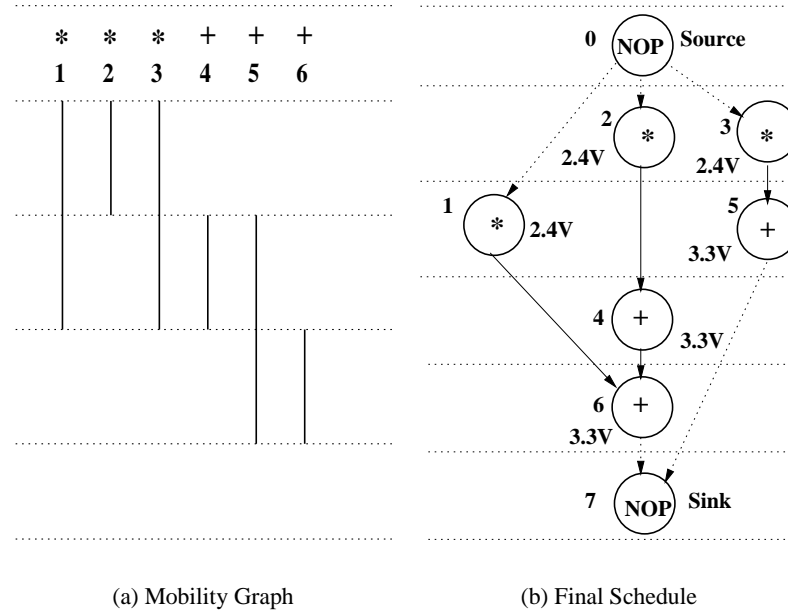 * * * + + +
1 2 3 4 5 6
0 NOP Source
2 * 2.4V
3 * 2.4V
1 * 2.4V
5 + 3.3V
4 + 3.3V
6 + 3.3V
7 NOP Sink
(a) Mobility Graph
(b) Final Schedule